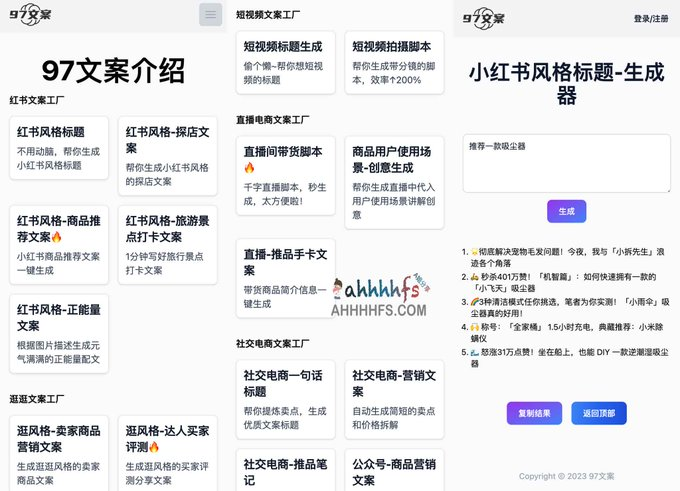 97文案
97文案介绍
红书文案工厂
红书风格标题
不用动脑，帮你生成
小红书风格标题
红书风格-探店文
案
帮你生成小红书风格
的探店文案
红书风格-商品推
荐文案🔥
小红书商品推荐文案
一键生成
红书风格-旅游景
点打卡文案
1分钟写好旅行景点
打卡文案
红书风格-正能量
文案
根据图片描述生成元
气满满的正能量配文
逛逛文案工厂
逛风格-卖家商品
营销文案
生成逛逛风格的卖家
商品文案
逛风格-达人买家
评测🔥
生成逛逛风格的买家评
测分享文案
短视频文案工厂
短视频标题生成
偷个懒~帮你想短视
频的标题
短视频拍摄脚本
帮你生成带分镜的脚
本，效率↑200%
直播电商文案工厂
直播间带货脚本
🔥
千字直播脚本，秒生
成，太方便啦！
商品用户使用场
景-创意生成
帮你生成直播中代入
用户使用场景讲解创
意
直播-推品手卡文
案
带货商品简介信息一
键生成
ahhhhfs
A姐分享
AHHHHFS.COM
社交电商文案工厂
社交电商一句话
标题
帮你提炼卖点，生成
优质文案标题
社交电商-营销文
案
自动生成简短的卖点
和价格拆解
社交电商-推品笔
记
公众号-商品营销
文案
97文案
登录/注册
小红书风格标题-生成
器
推荐一款吸尘器
生成
1. 🌟彻底解决宠物毛发问题！今夜，我与「小拆先生」浪
迹各个角落
2. 🛵 秒杀401万赞！「机智篇」：如何快速拥有一款的
「小飞天」吸尘器
3. 🌈3种清洁模式任你挑选，笔者为你实测！「小雨伞」吸
尘器真的好用！
4. 🙌 称号：「全家桶」 1.5小时充电，典藏推荐：小米除
螨仪
5. 🌊 怒涨31万点赞！坐在船上，也能 DIY 一款逆潮湿吸尘
器
复制结果
返回顶部
Copyright © 2023 97文案